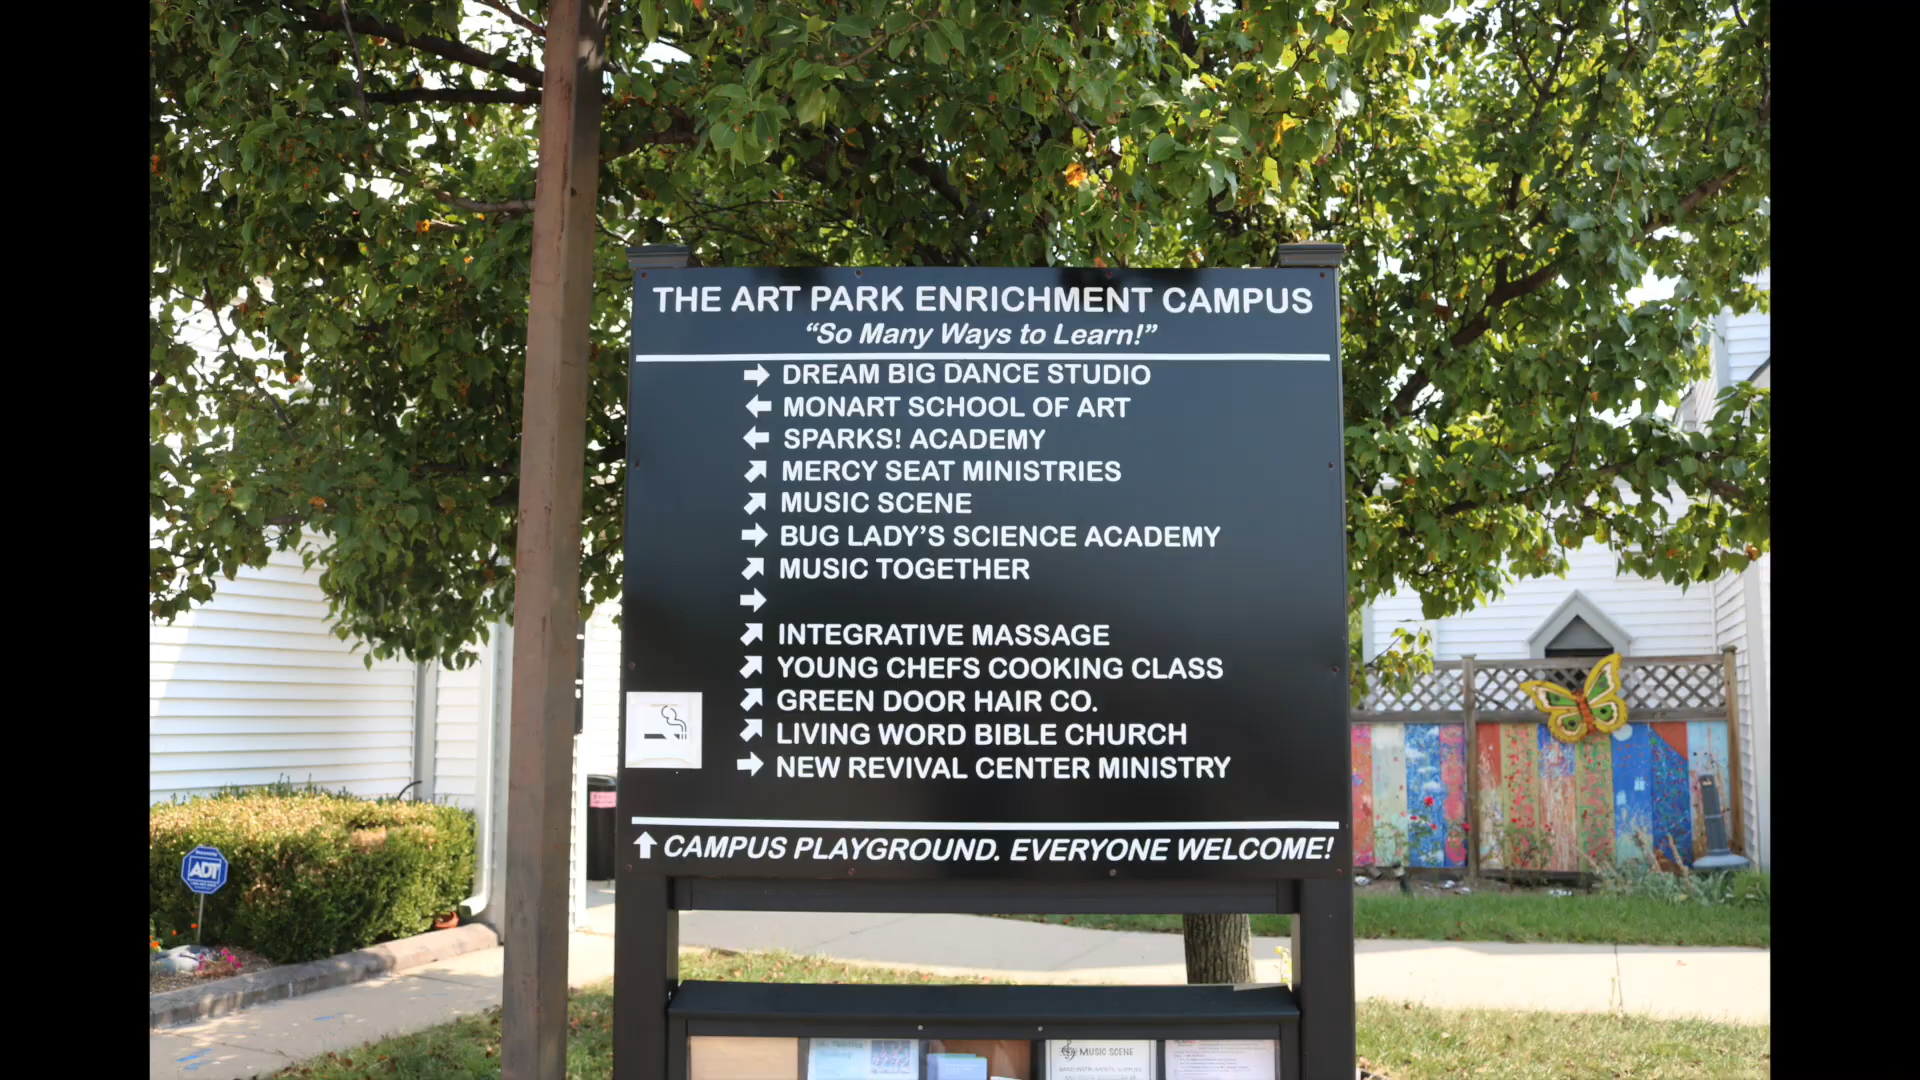 THE ART PARK ENRICHMENT CAMPUS
“So Many Ways to Learn!”
DREAM BIG DANCE STUDIO
MONART SCHOOL OF ART
SPARKS! ACADEMY
MERCY SEAT MINISTRIES
MUSIC SCENE
BUG LADY’S SCIENCE ACADEMY
MUSIC TOGETHER
INTEGRATIVE MASSAGE
YOUNG CHEFS COOKING CLASS
GREEN DOOR HAIR CO.
LIVING WORD BIBLE CHURCH
NEW REVIVAL CENTER MINISTRY
CAMPUS PLAYGROUND. EVERYONE WELCOME!
ADT
MUSIC SCENE